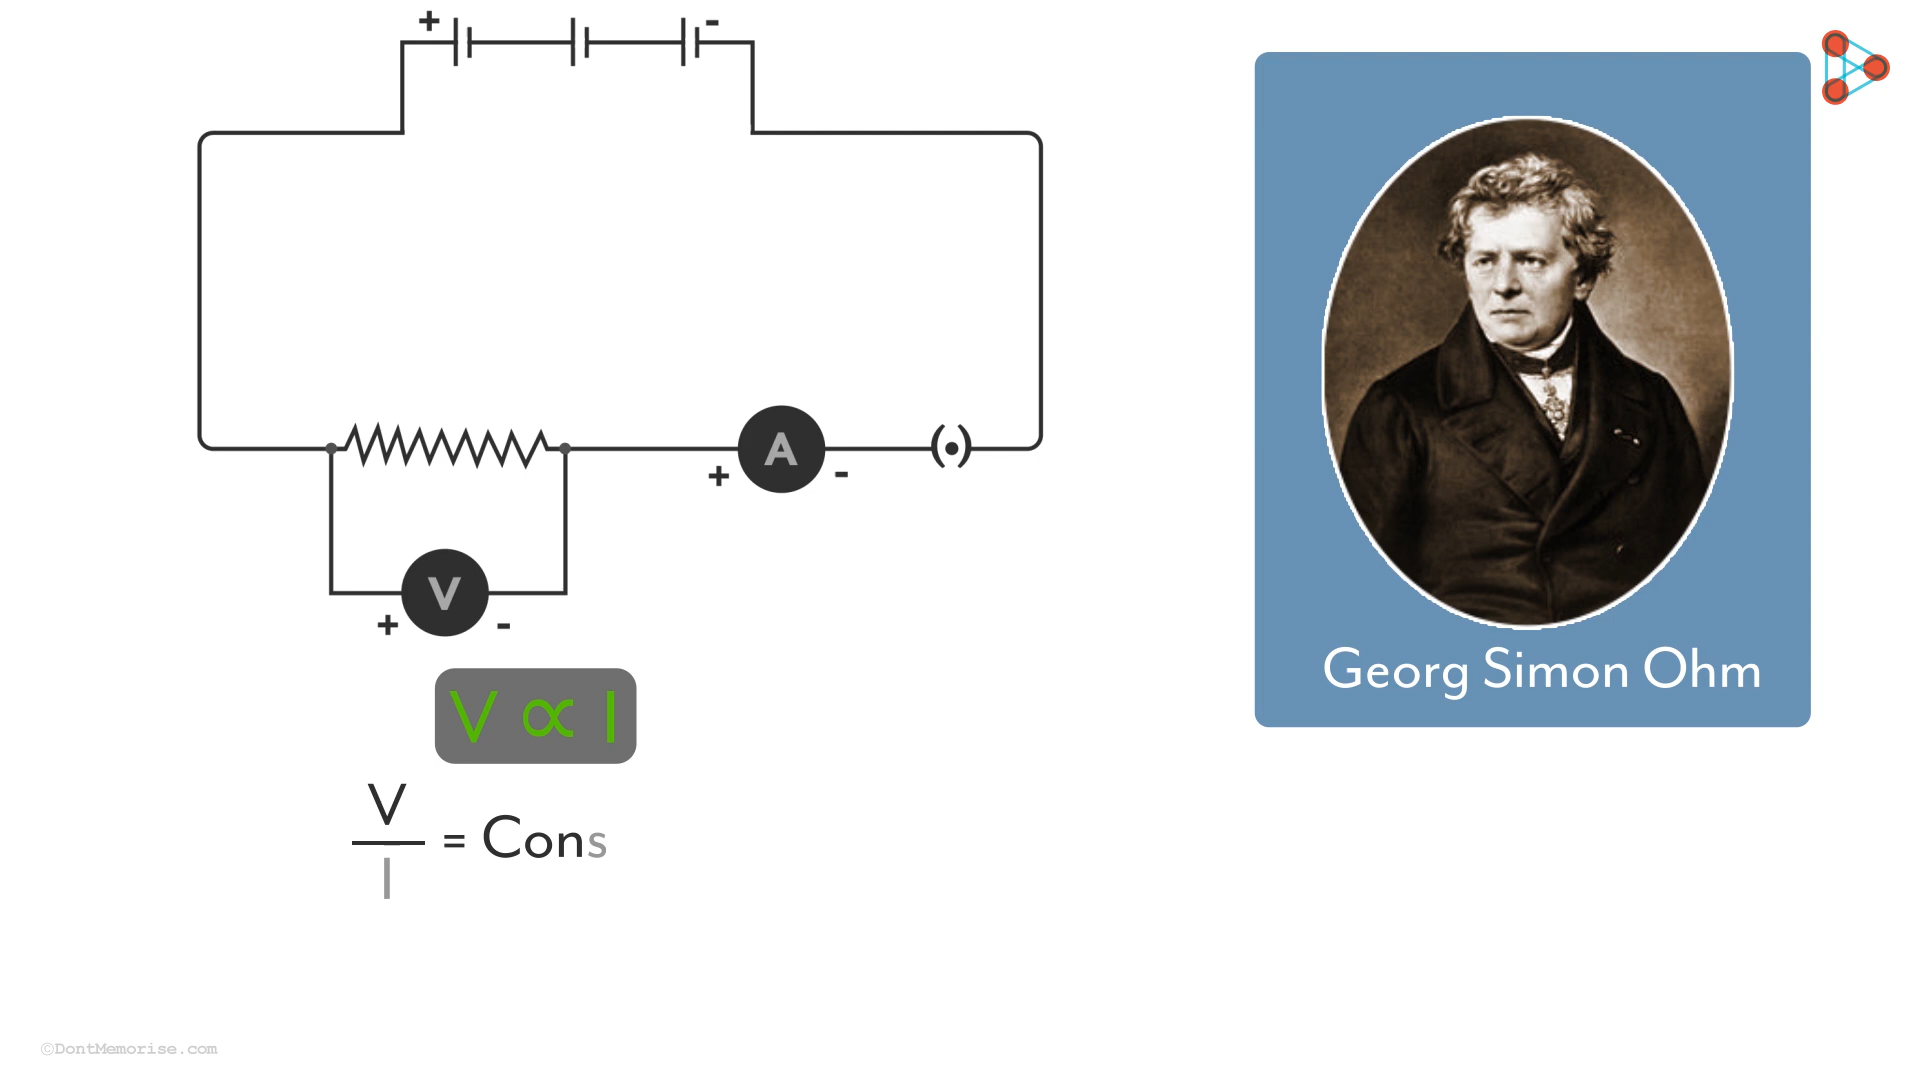 + -
A
+ -
V
+ -
V ∝ I
V
= Cons
I
Georg Simon Ohm
©DontMemorise.com